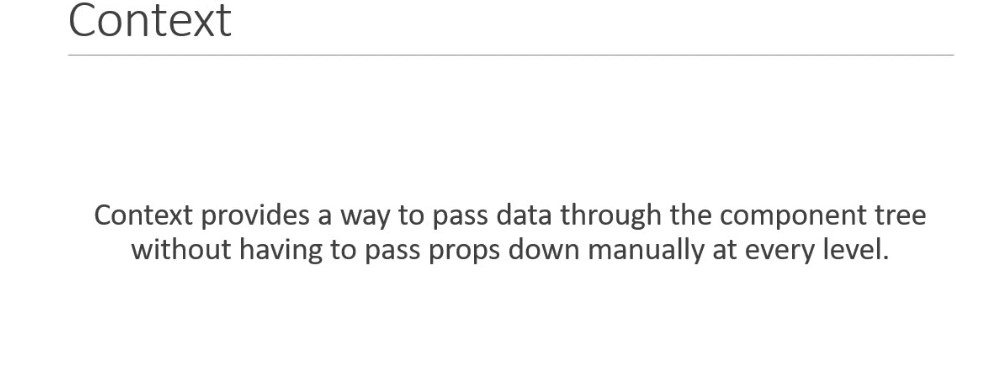 Context
Context provides a way to pass data through the component tree
without having to pass props down manually at every level.